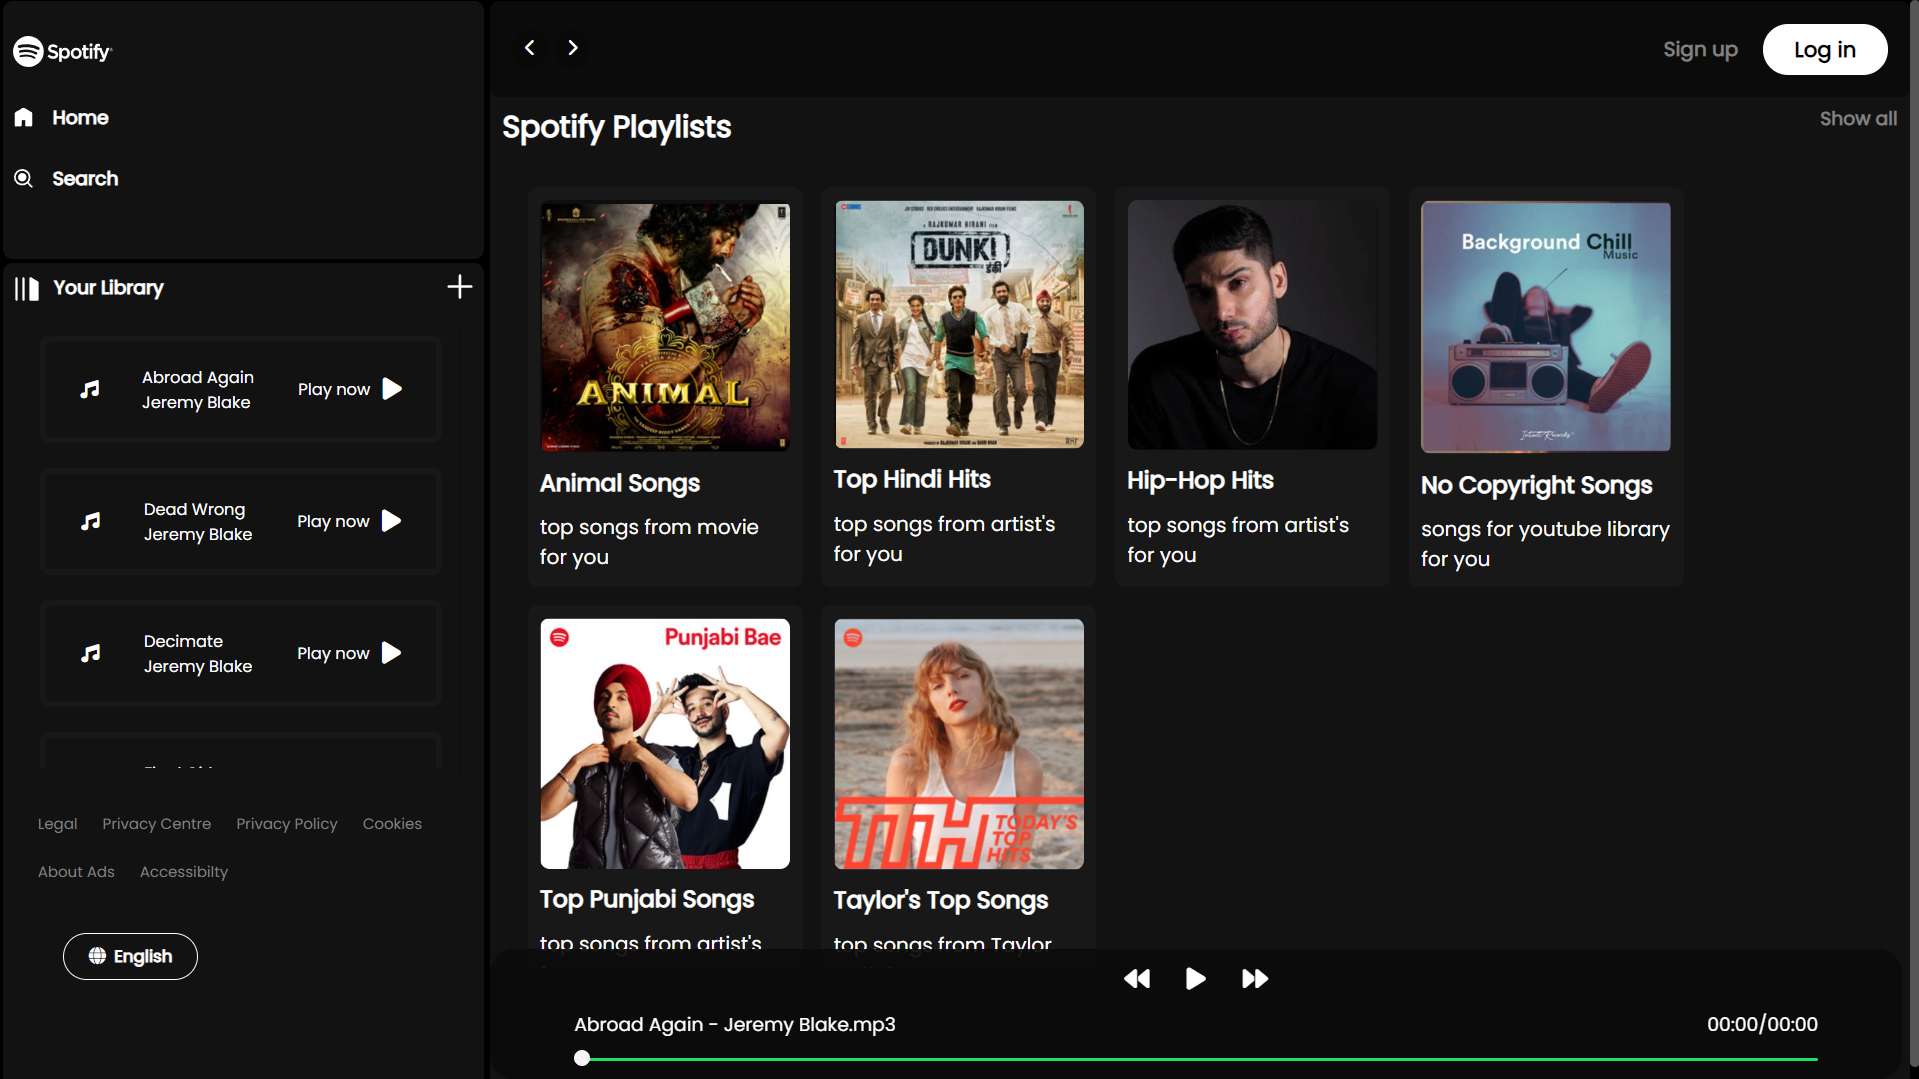 Spotify
Home
Search
Your Library
Abroad Again
Jeremy Blake
Play now
Dead Wrong
Jeremy Blake
Play now
Decimate
Jeremy Blake
Play now
Legal Privacy Centre Privacy Policy Cookies
About Ads Accessibilty
English
Sign up
Log in
Spotify Playlists
Show all
ANIMAL
Animal Songs
top songs from movie
for you
A RAJKUMAR HIRANI FILM
DUNKI
डंकी
Top Hindi Hits
top songs from artist's
for you
Hip-Hop Hits
top songs from artist's
for you
Background Chill
Music
No Copyright Songs
songs for youtube library
for you
Punjabi Bae
Top Punjabi Songs
top songs from artist's
TTH TODAY'S
TOP
HITS
Taylor's Top Songs
top songs from Taylor
Abroad Again - Jeremy Blake.mp3
00:00/00:00